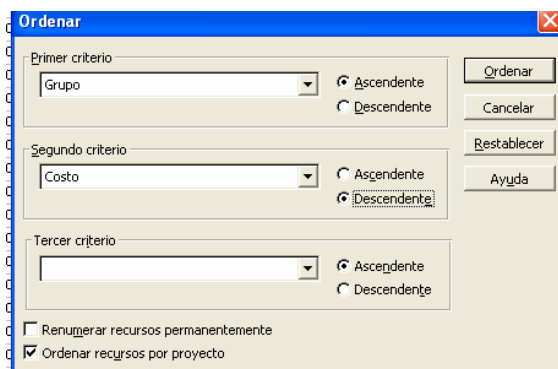 Ordenar
Primer criterio
Grupo
Ascendente
Descendente
Ordenar
Cancelar
Restablecer
Ayuda
Segundo criterio
Costo
Ascendente
Descendente
Tercer criterio
Ascendente
Descendente
Renumerar recursos permanentemente
Ordenar recursos por proyecto